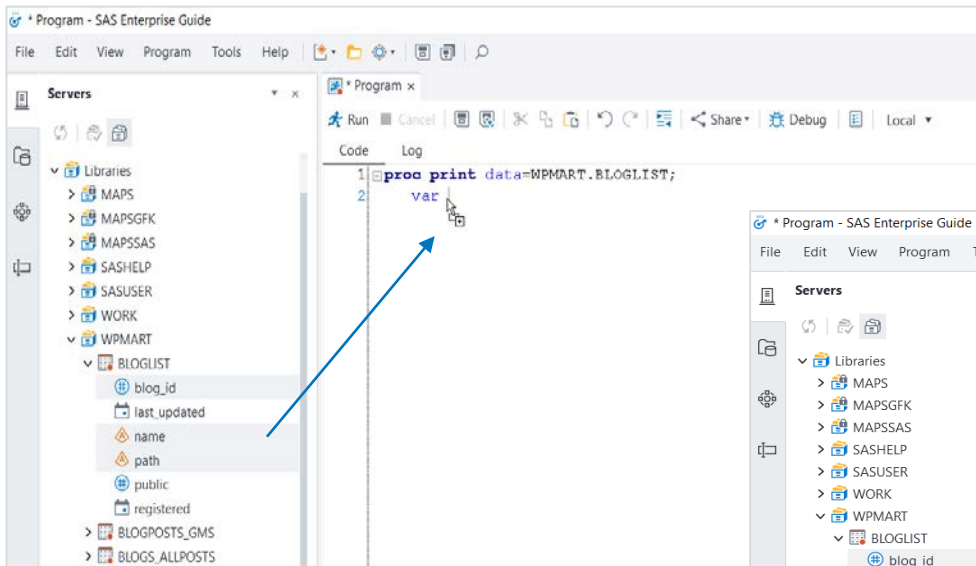 * Program - SAS Enterprise Guide
File Edit View Program Tools Help
Servers
Libraries
MAPS
MAPSGFK
MAPSSAS
SASHELP
SASUSER
WORK
WPMART
BLOGLIST
blog_id
last_updated
name
path
public
registered
BLOGPOSTS_GMS
BLOGS_ALLPOSTS
* Program
Run Cancel Share Debug Local
Code Log
1 proc print data=WPMART.BLOGLIST;
2 var
* Program - SAS Enterprise Guide
File Edit View Program
Servers
Libraries
MAPS
MAPSGFK
MAPSSAS
SASHELP
SASUSER
WORK
WPMART
BLOGLIST
blog_id